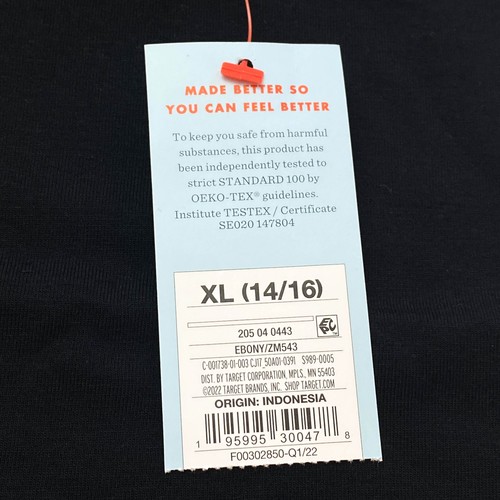 MADE BETTER SO
YOU CAN FEEL BETTER
To keep you safe from harmful
substances, this product has
been independently tested to
strict STANDARD 100 by
OEKO-TEX® guidelines.
Institute TESTEX / Certificate
SE020 147804
XL (14/16)
205 04 0443
EBONY/ZM543
C-001738-01-003 CJ1T_50A01-0391 S989-0005
DIST. BY TARGET CORPORATION, MPLS., MN 55403
©2022 TARGET BRANDS, INC. SHOP TARGET.COM
ORIGIN: INDONESIA
1 95995 30047 8
F00302850-Q1/22